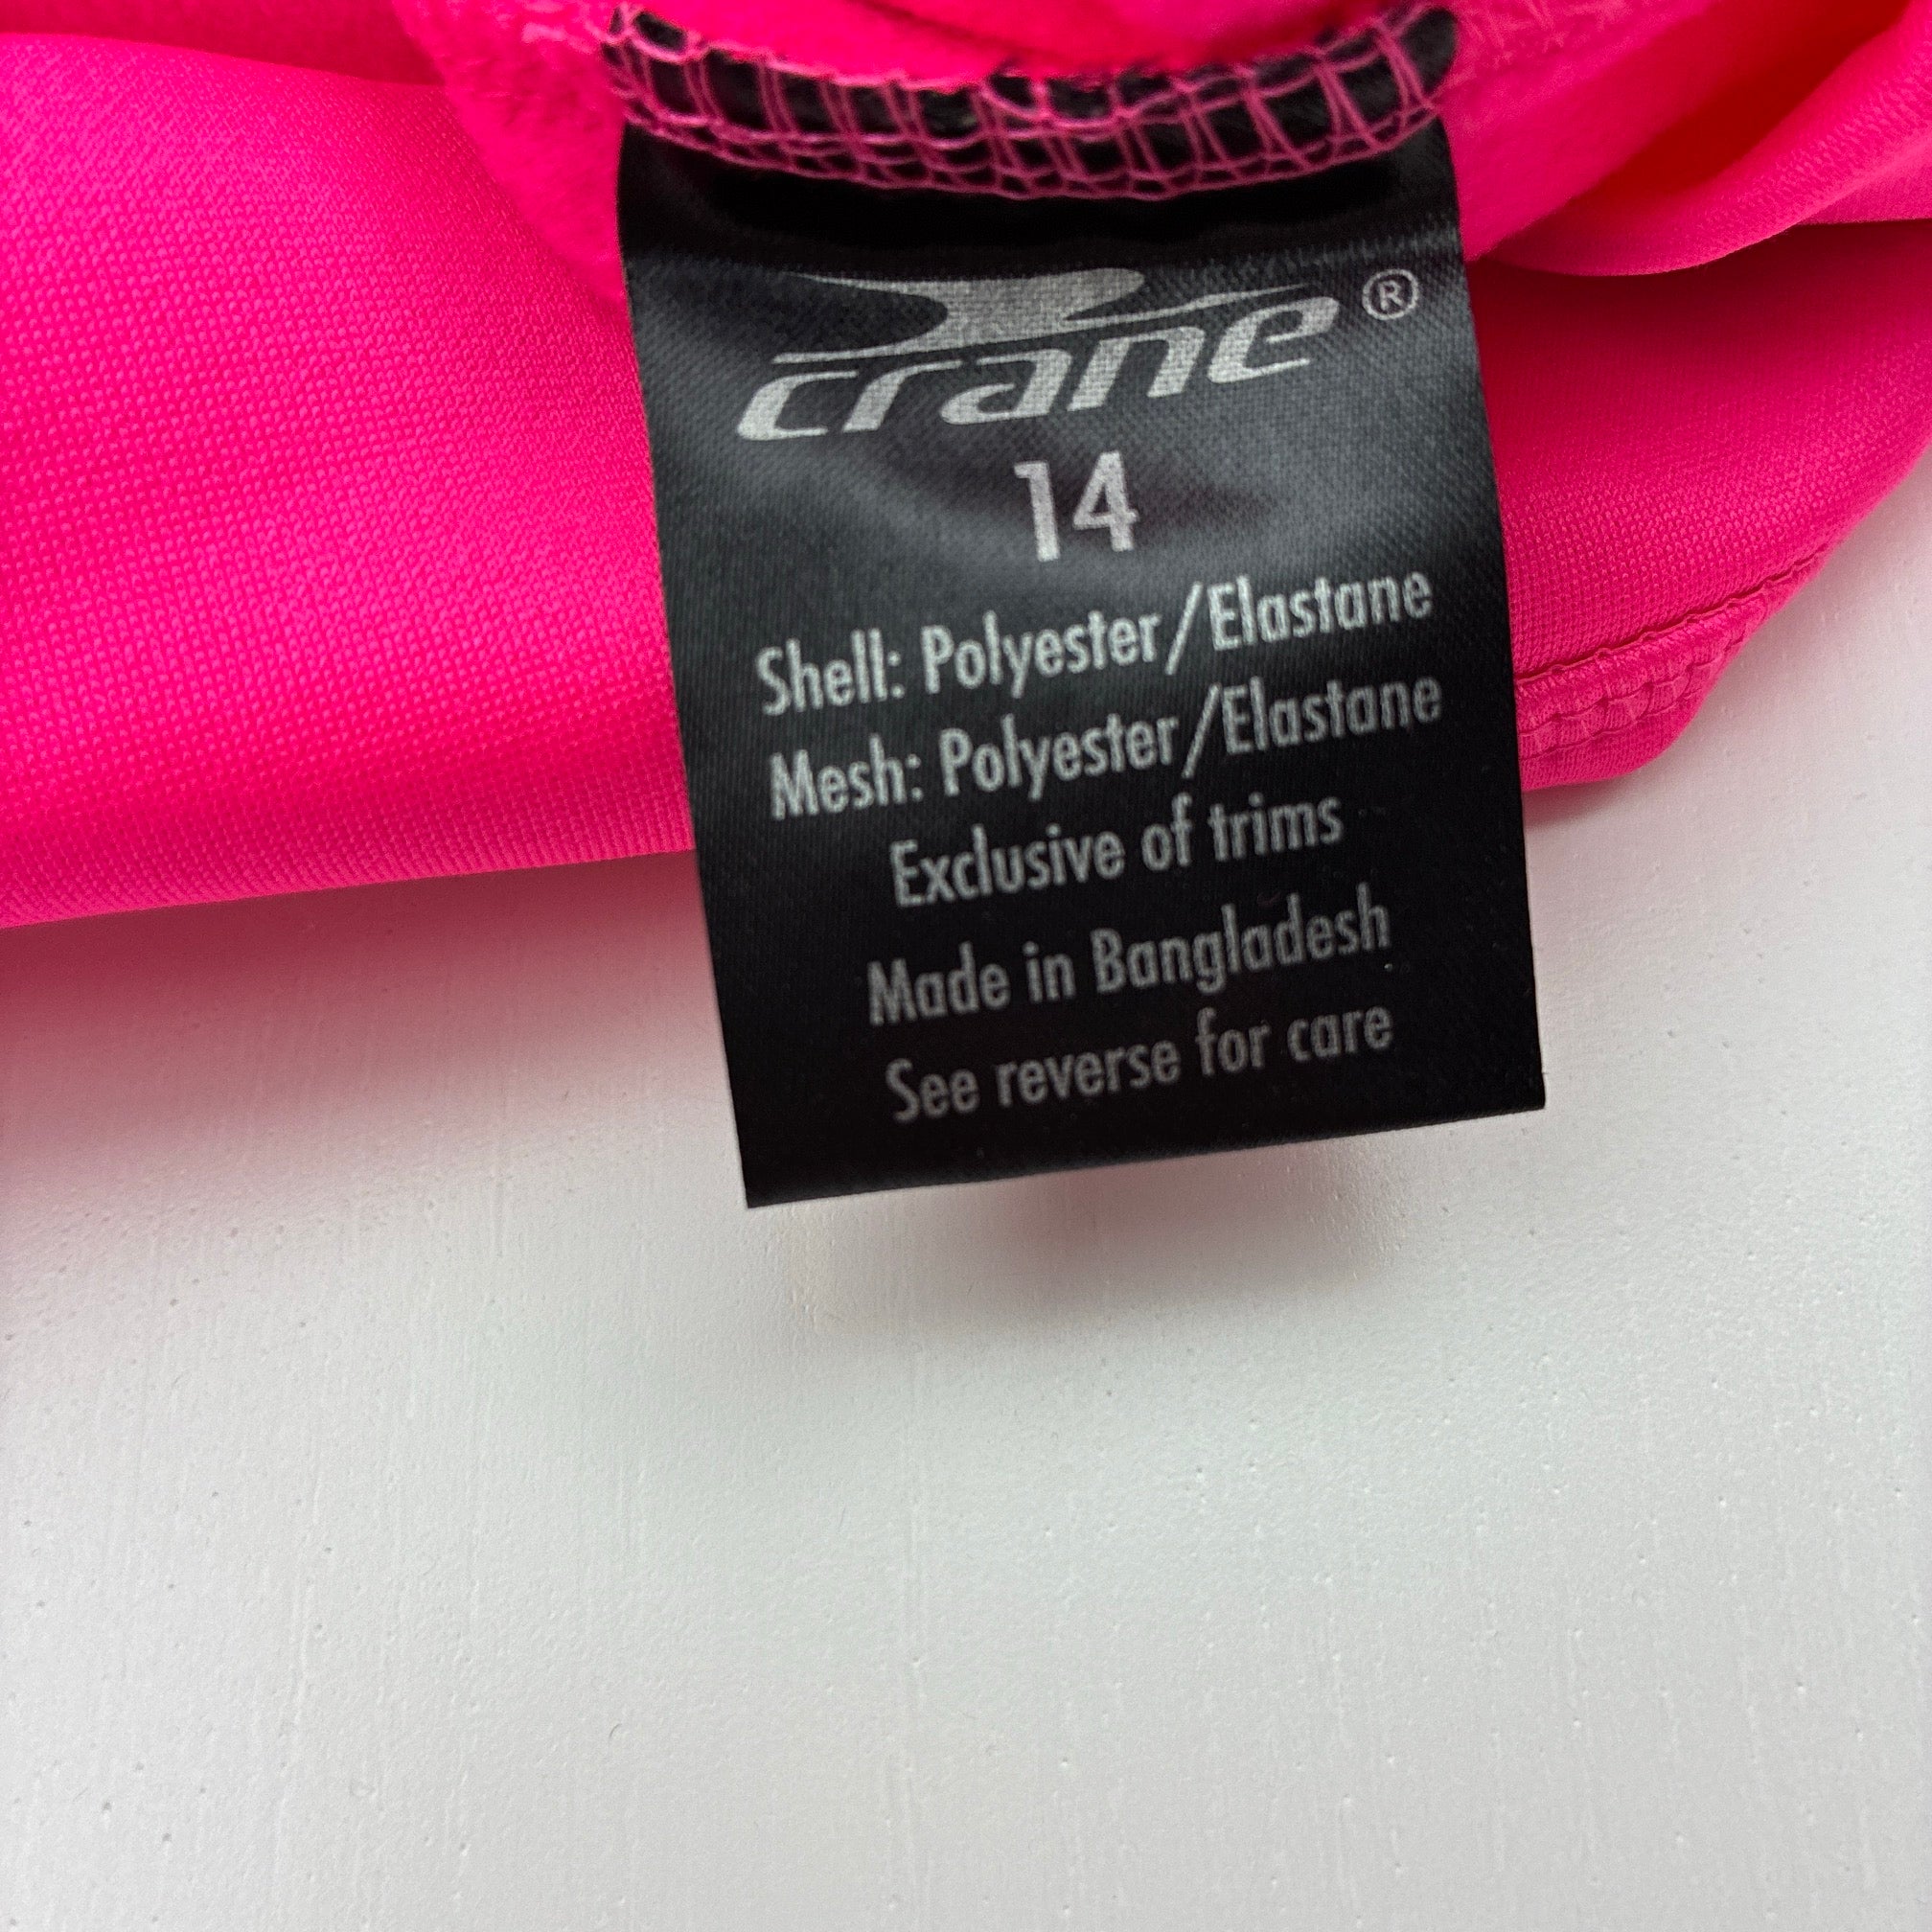 crane®
14
Shell: Polyester/Elastane
Mesh: Polyester/Elastane
Exclusive of trims
Made in Bangladesh
See reverse for care